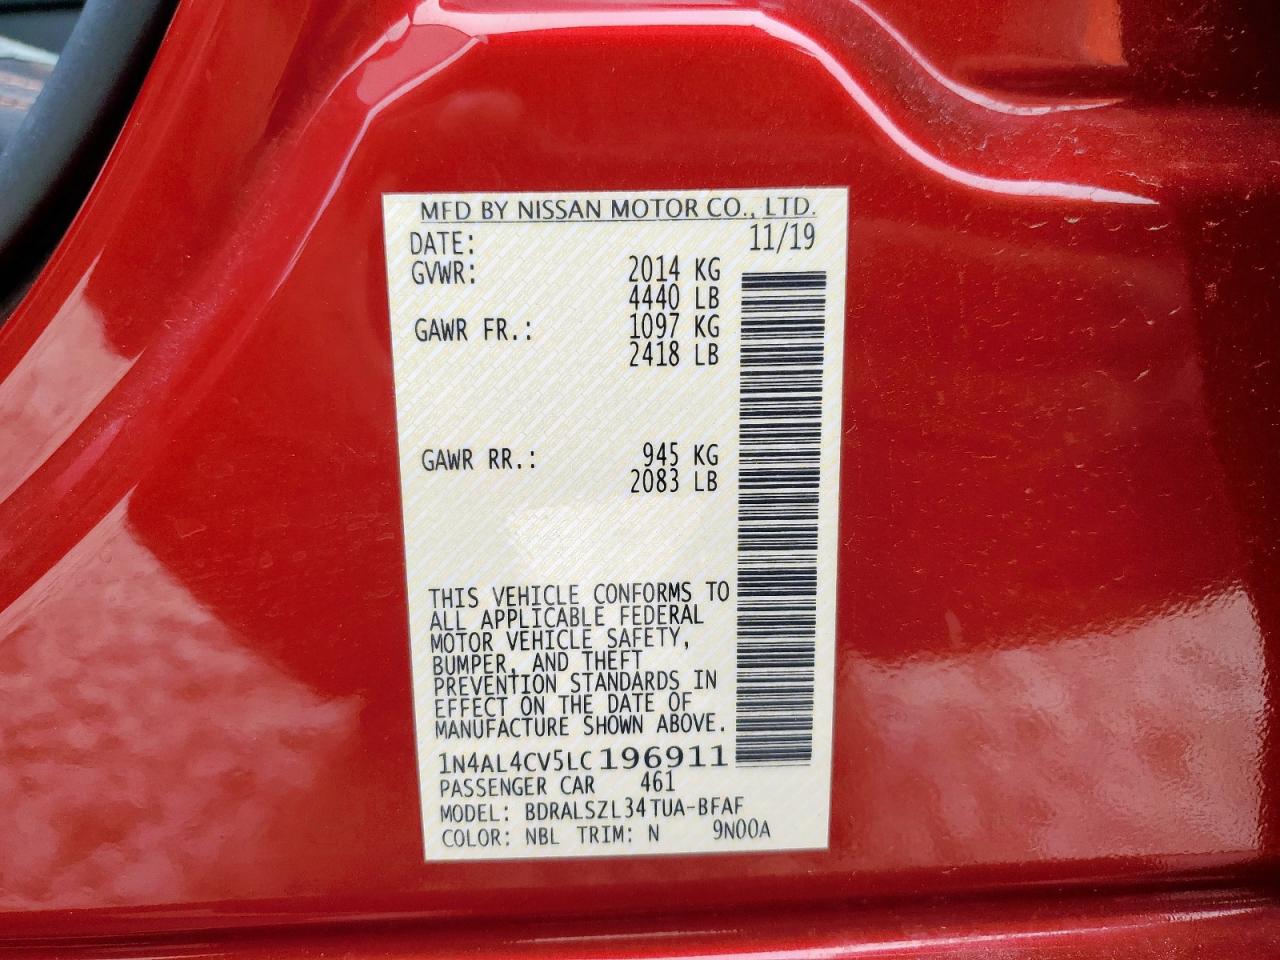 MFD BY NISSAN MOTOR CO., LTD.
DATE: 11/19
GVWR: 2014 KG
4440 LB
GAWR FR.: 1097 KG
2418 LB
GAWR RR.: 945 KG
2083 LB
THIS VEHICLE CONFORMS TO
ALL APPLICABLE FEDERAL
MOTOR VEHICLE SAFETY,
BUMPER, AND THEFT
PREVENTION STANDARDS IN
EFFECT ON THE DATE OF
MANUFACTURE SHOWN ABOVE.
1N4AL4CV5LC196911
PASSENGER CAR 461
MODEL: BDRALSZL34TUA-BFAF
COLOR: NBL TRIM: N 9N00A